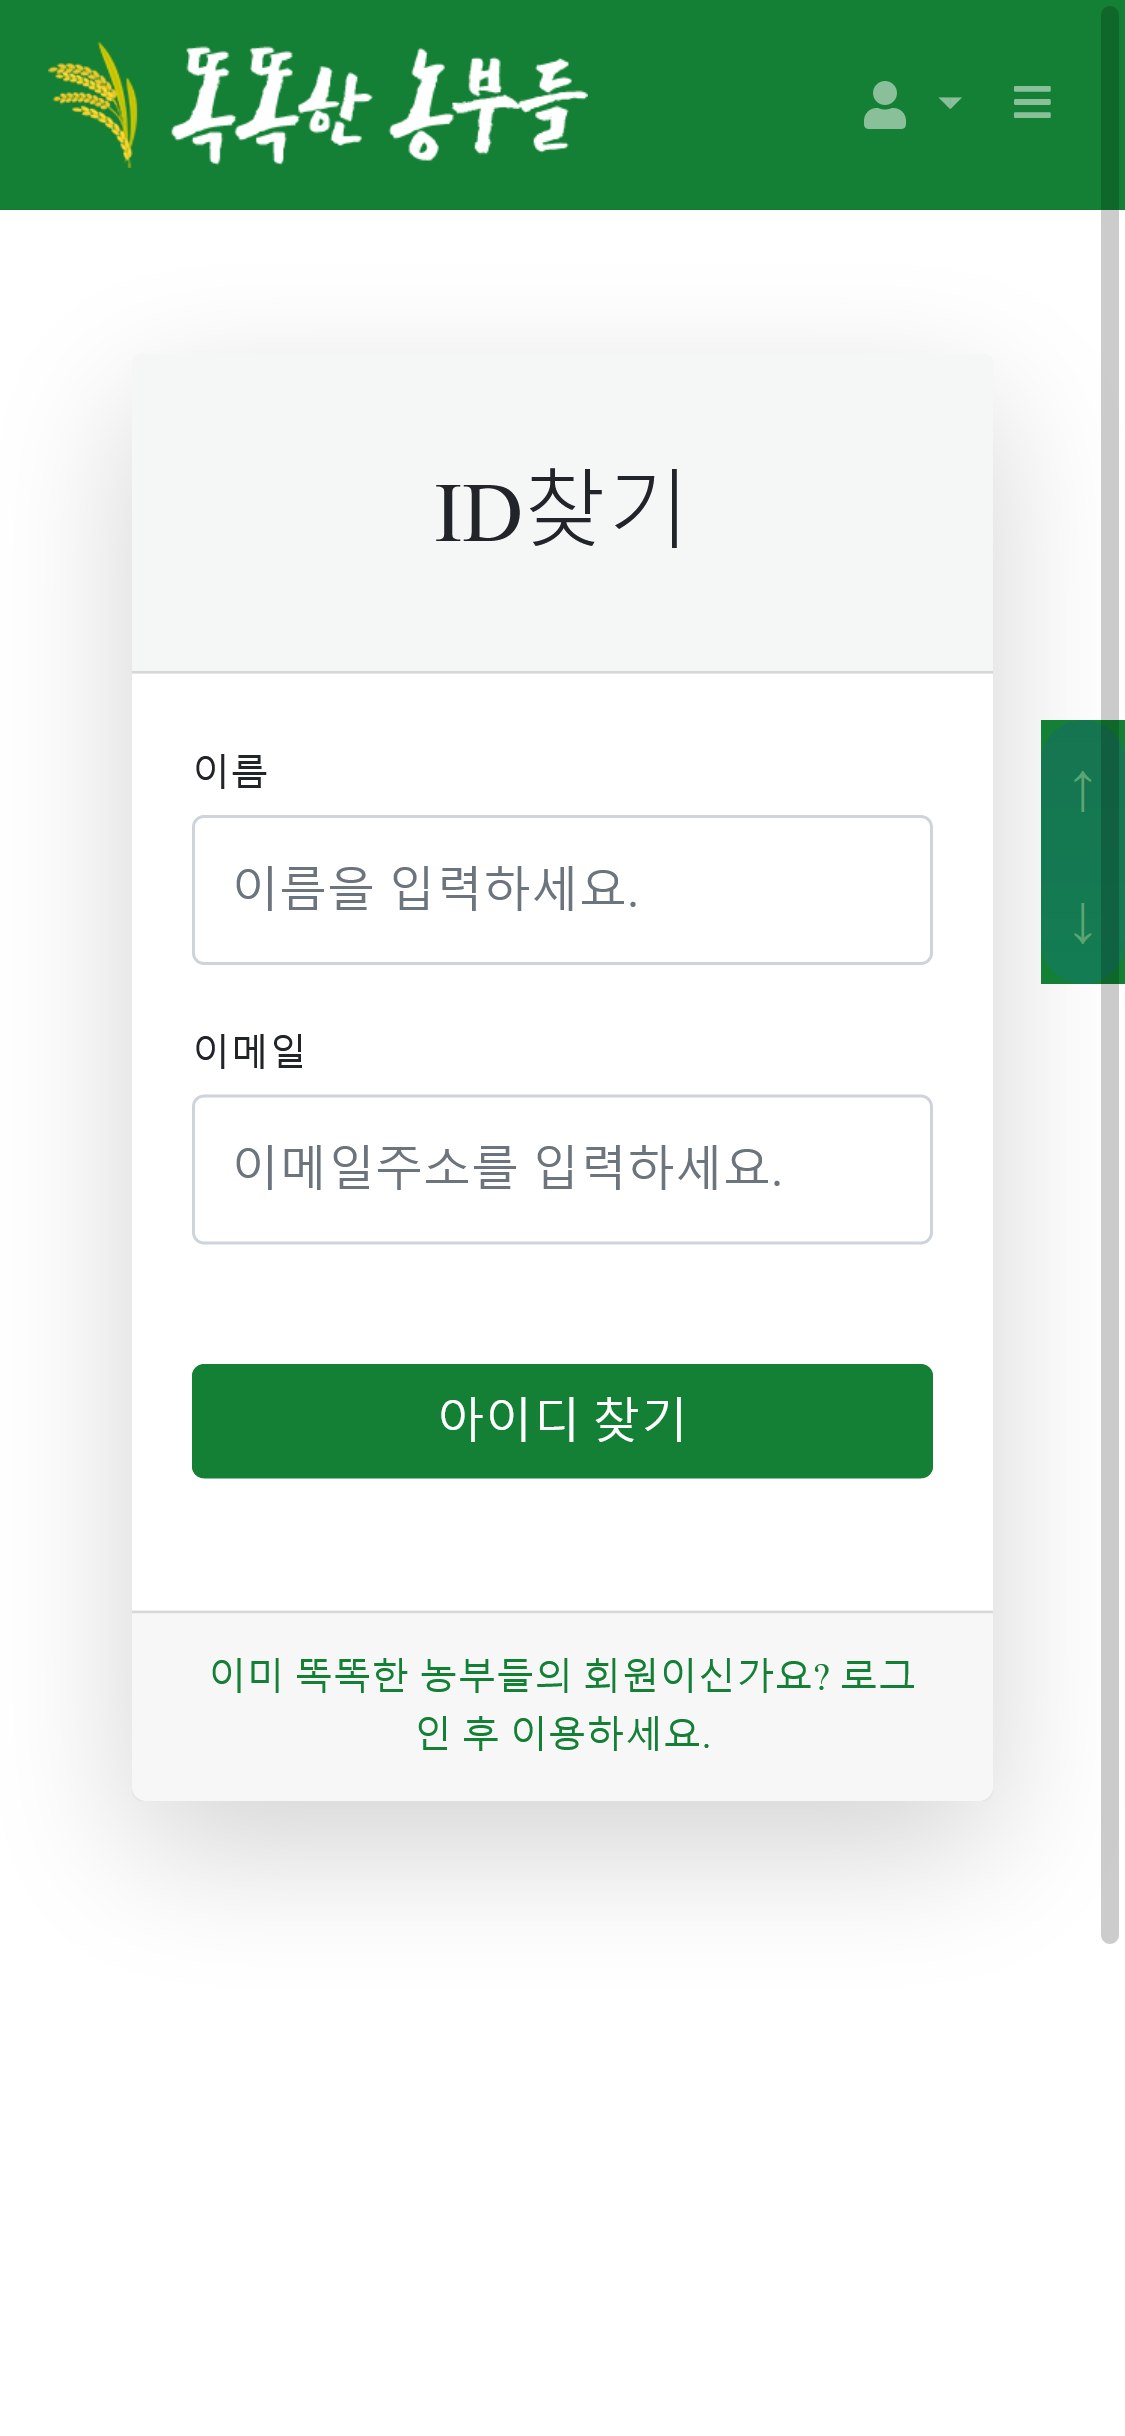 똑똑한 농부들
ID찾기
이름
이름을 입력하세요.
↑
이메일
↓
이메일주소를 입력하세요.
아이디 찾기
이미 똑똑한 농부들의 회원이신가요? 로그
인 후 이용하세요.